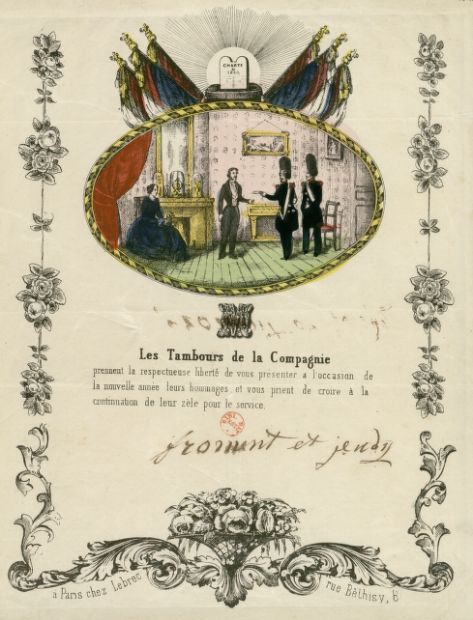 CHARTE
DE
1830
Les Tambours de la Compagnie
prennent la respectueuse liberté de vous présenter a l'occasion de
la nouvelle année leurs hommages, et vous prient de croire à la
continuation de leur zèle pour le service.
froment et jendy
à Paris chez Lebrec
rue Béthisy, 6